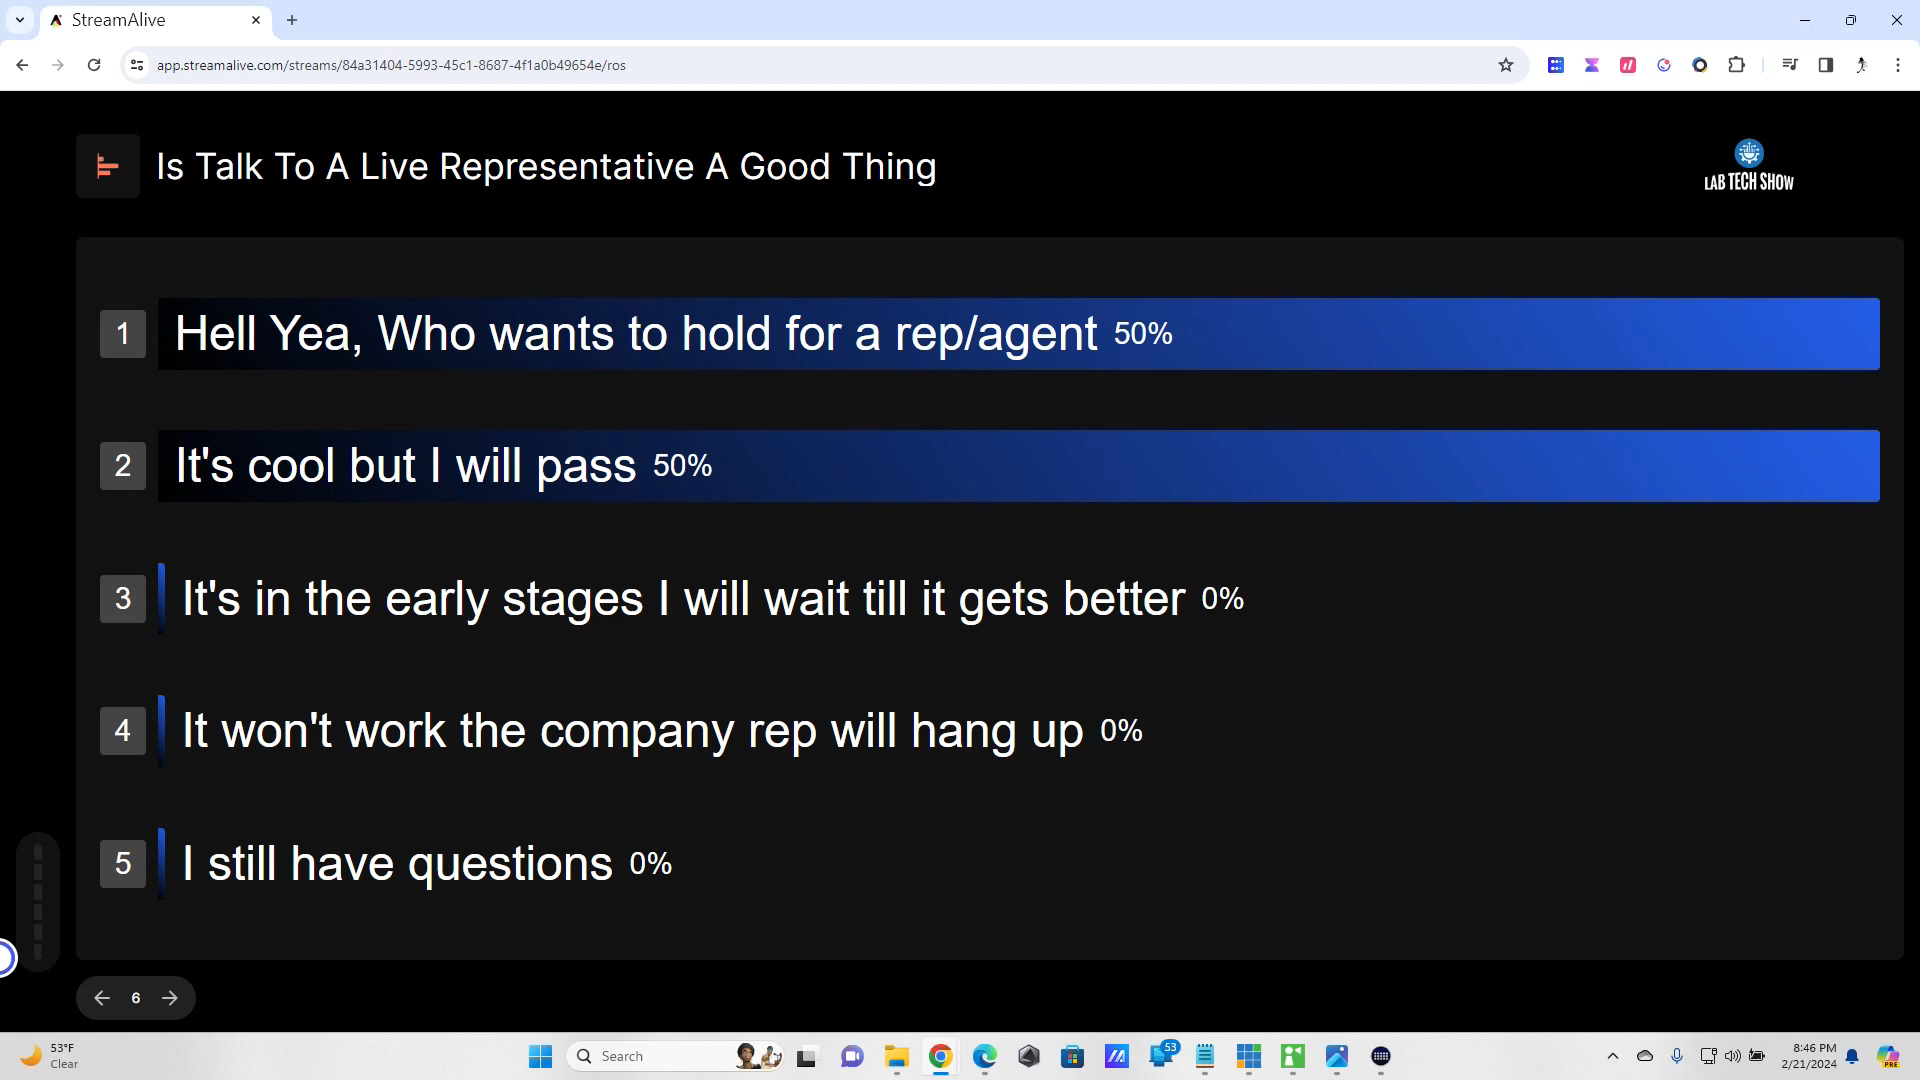 StreamAlive
app.streamalive.com/streams/84a31404-5993-45c1-8687-4f1a0b49654e/ros
Is Talk To A Live Representative A Good Thing
LAB TECH SHOW
1 Hell Yea, Who wants to hold for a rep/agent 50%
2 It's cool but I will pass 50%
3 It's in the early stages I will wait till it gets better 0%
4 It won't work the company rep will hang up 0%
5 I still have questions 0%
6
53°F
Clear
Search
53
8:46 PM
2/21/2024
PRE